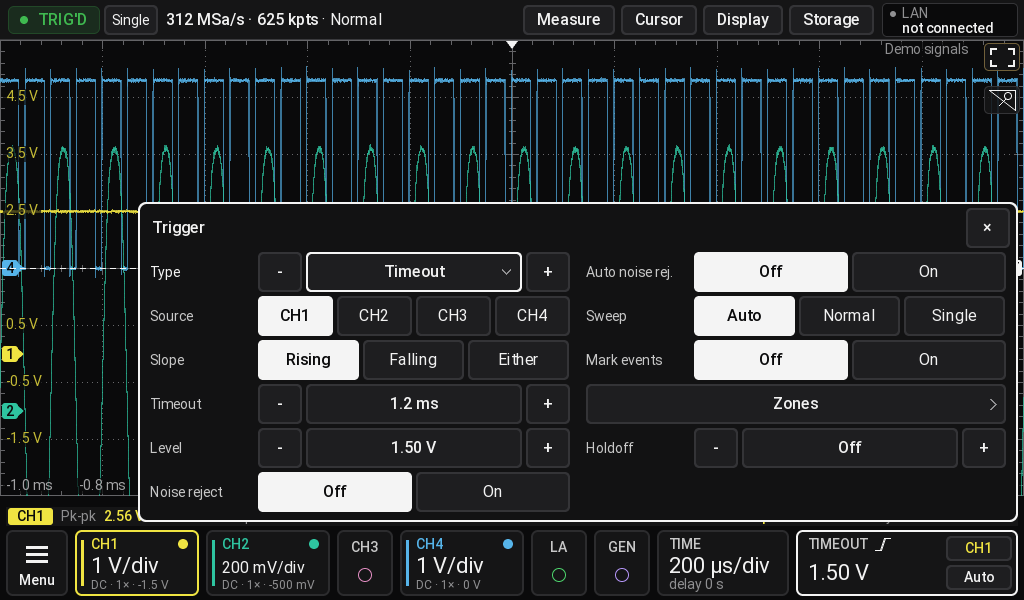 TRIG'D Single 312 MSa/s · 625 kpts · Normal Measure Cursor Display Storage LAN
not connected
Demo signals
4.5 V
3.5 V
2.5 V
Trigger ×
Type - Timeout + Auto noise rej. Off On
4
Source CH1 CH2 CH3 CH4 Sweep Auto Normal Single
0.5 V
Slope Rising Falling Either Mark events Off On
1
-0.5 V
Timeout - 1.2 ms + Zones
2
-1.5 V
Level - 1.50 V + Holdoff - Off +
-1.0 ms -0.8 ms
Noise reject Off On
CH1 Pk-pk 2.56 V
Menu
CH1
1 V/div
DC · 1× · -1.5 V
CH2
200 mV/div
DC · 1× · -500 mV
CH3
CH4
1 V/div
DC · 1× · 0 V
LA
GEN
TIME
200 µs/div
delay 0 s
TIMEOUT
1.50 V
CH1
Auto